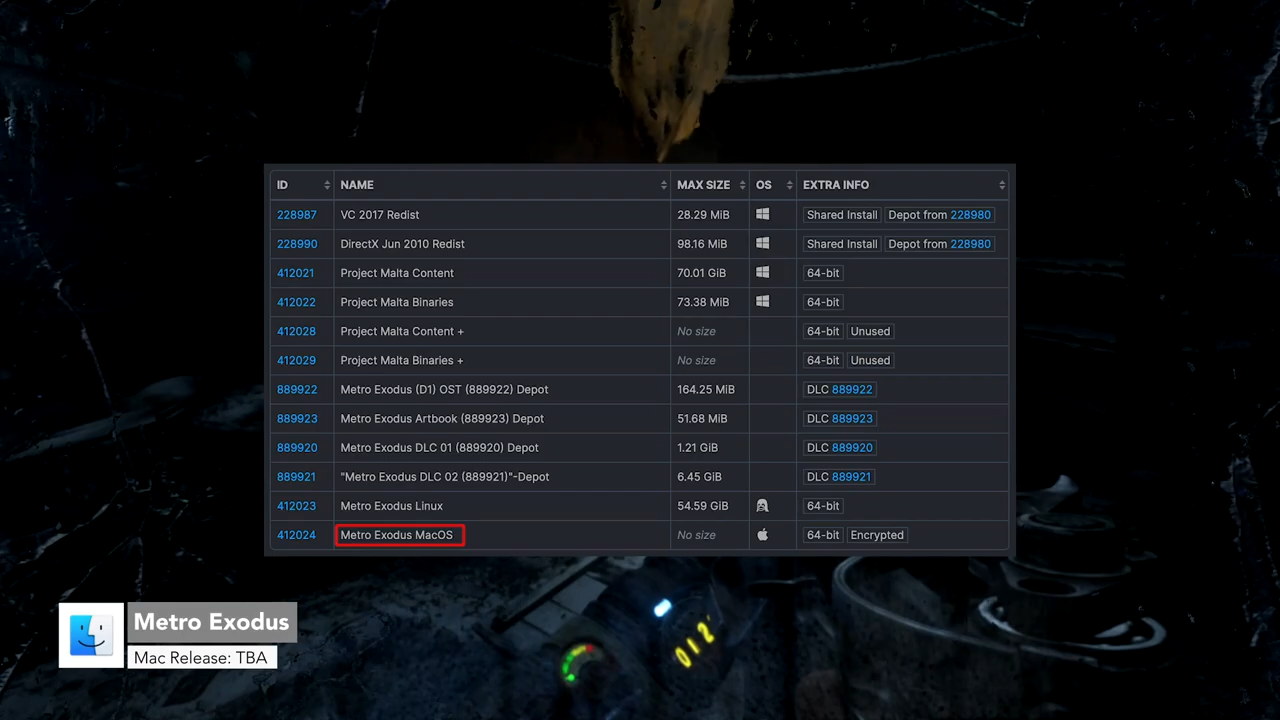 ID NAME MAX SIZE OS EXTRA INFO
228987 VC 2017 Redist 28.29 MiB Shared Install Depot from 228980
228990 DirectX Jun 2010 Redist 98.16 MiB Shared Install Depot from 228980
412021 Project Malta Content 70.01 GiB 64-bit
412022 Project Malta Binaries 73.38 MiB 64-bit
412028 Project Malta Content + No size 64-bit Unused
412029 Project Malta Binaries + No size 64-bit Unused
889922 Metro Exodus (D1) OST (889922) Depot 164.25 MiB DLC 889922
889923 Metro Exodus Artbook (889923) Depot 51.68 MiB DLC 889923
889920 Metro Exodus DLC 01 (889920) Depot 1.21 GiB DLC 889920
889921 "Metro Exodus DLC 02 (889921)"-Depot 6.45 GiB DLC 889921
412023 Metro Exodus Linux 54.59 GiB 64-bit
412024 Metro Exodus MacOS No size 64-bit Encrypted
Metro Exodus
Mac Release: TBA
012